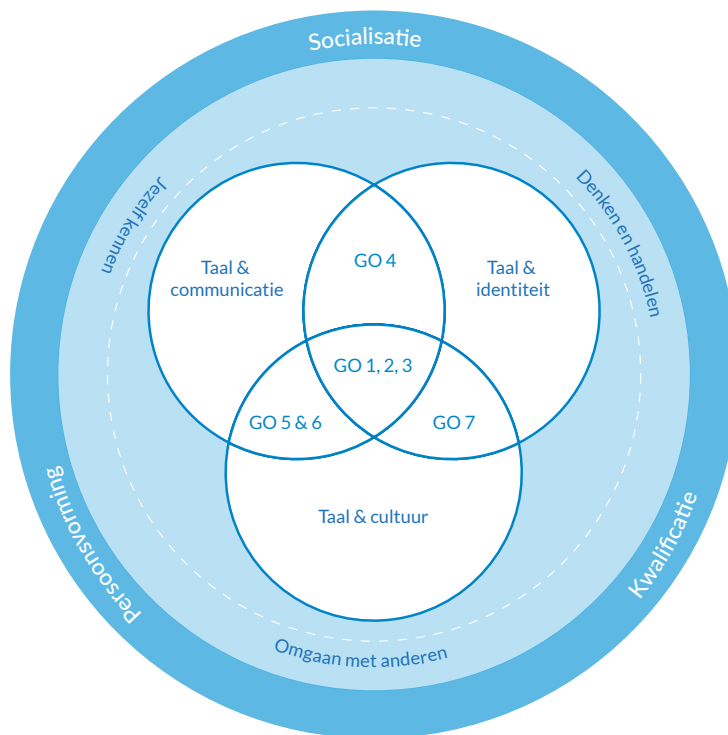 Socialisatie
Jezelf kennen
Denken en handelen
Taal &
communicatie
GO 4
Taal &
identiteit
GO 1, 2, 3
GO 5 & 6
GO 7
Taal & cultuur
Persoonsvorming
Kwalificatie
Omgaan met anderen